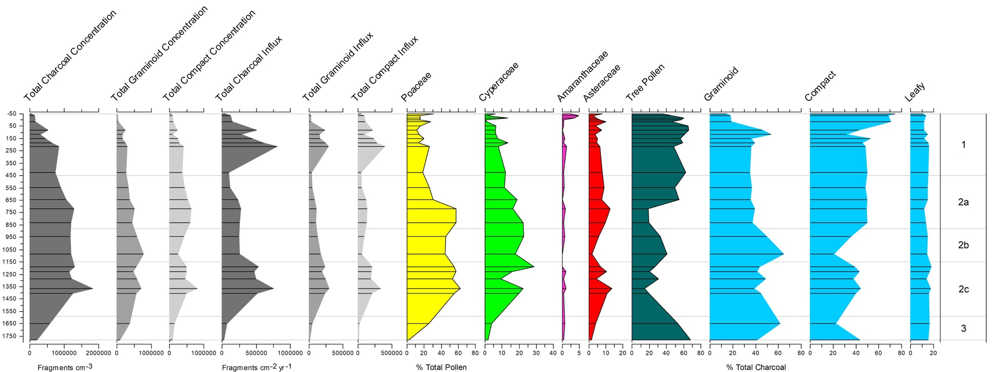 Total Charcoal Concentration
Total Graminoid Concentration
Total Compact Concentration
Total Charcoal Influx
Total Graminoid Influx
Total Compact Influx
Poaceae
Cyperaceae
Amaranthaceae
Asteraceae
Tree Pollen
Graminoid
Compact
Leafy
-50
50
150
250
350
450
550
650
750
850
950
1050
1150
1250
1350
1450
1550
1650
1750
1
2a
2b
2c
3
0 1000000 2000000 0 1000000 0 1000000 0 500000 1000000 0 500000 0 500000 0 20 40 60 80 0 10 20 30 40 0 5 0 10 20 0 20 40 60 80 0 20 40 60 80 0 20 40 60 80 0 20
Fragments cm-3 Fragments cm-2 yr-1 % Total Pollen % Total Charcoal